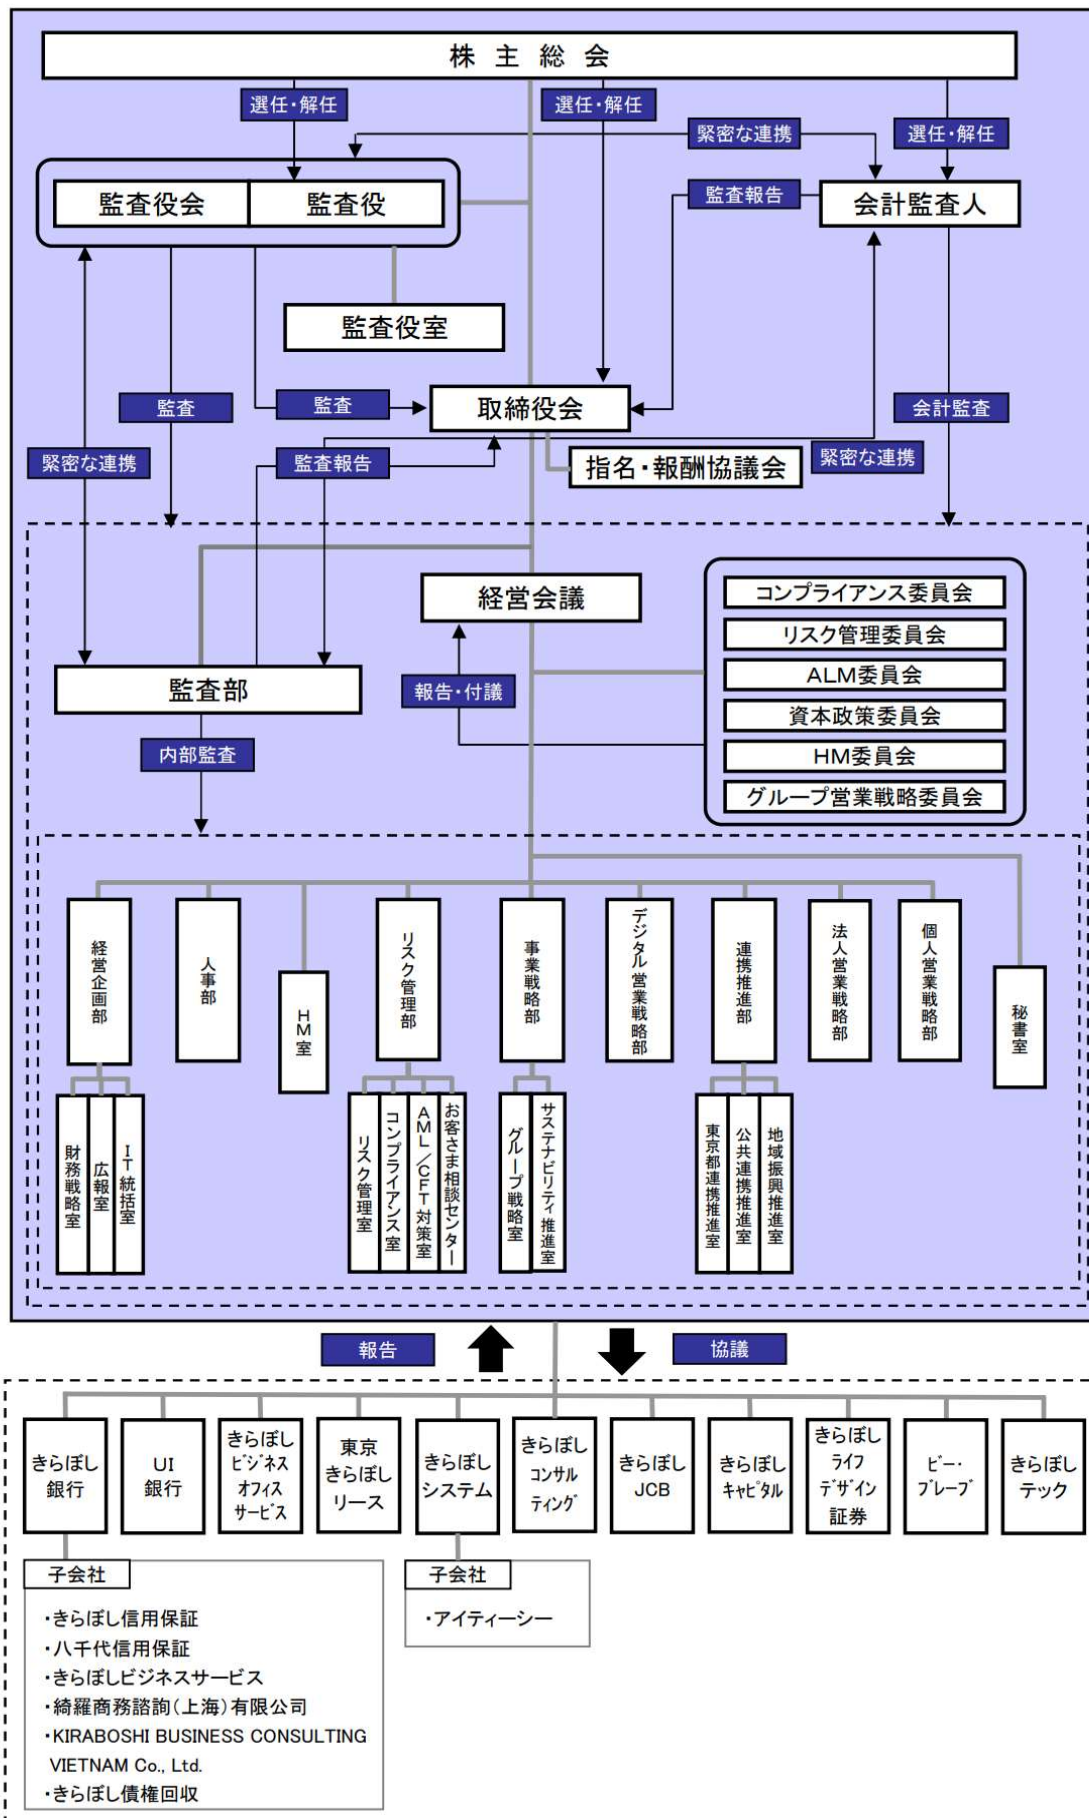 株主総会
選任・解任
選任・解任
緊密な連携
選任・解任
監査役会
監査役
監査報告
会計監査人
監査役室
監査
監査
取締役会
会計監査
緊密な連携
監査報告
指名・報酬協議会
緊密な連携
経営会議
コンプライアンス委員会
リスク管理委員会
ALM委員会
資本政策委員会
HM委員会
グループ営業戦略委員会
監査部
報告・付議
内部監査
経営企画部
人事部
HM室
リスク管理部
事業戦略部
デジタル営業戦略部
連携推進部
法人営業戦略部
個人営業戦略部
秘書室
財務戦略室
広報室
IT統括室
リスク管理室
コンプライアンス室
AML/CFT対策室
お客さま相談センター
グループ戦略室
サステナビリティ推進室
東京都連携推進室
公共連携推進室
地域振興推進室
報告
協議
きらぼし
銀行
UI
銀行
きらぼし
ビジネス
オフィス
サービス
東京
きらぼし
リース
きらぼし
システム
きらぼし
コンサル
ティング
きらぼし
JCB
きらぼし
キャピタル
きらぼし
ライフ
デザイン
証券
ビー・
ブレーブ
きらぼし
テック
子会社
・きらぼし信用保証
・八千代信用保証
・きらぼしビジネスサービス
・綺羅商務諮詢(上海)有限公司
・KIRABOSHI BUSINESS CONSULTING
VIETNAM Co., Ltd.
・きらぼし債権回収
子会社
・アイティーシー